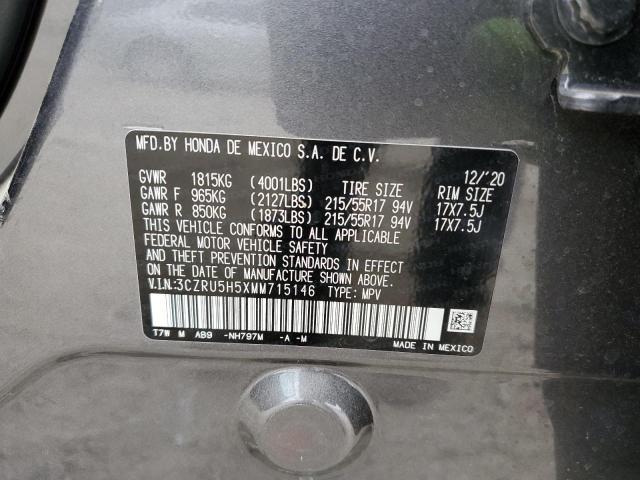 MFD.BY HONDA DE MEXICO S.A. DE C.V.
12/'20
GVWR 1815KG (4001LBS) TIRE SIZE RIM SIZE
GAWR F 965KG (2127LBS) 215/55R17 94V 17X7.5J
GAWR R 850KG (1873LBS) 215/55R17 94V 17X7.5J
THIS VEHICLE CONFORMS TO ALL APPLICABLE
FEDERAL MOTOR VEHICLE SAFETY
AND THEFT PREVENTION STANDARDS IN EFFECT
ON THE DATE OF MANUFACTURE SHOWN ABOVE.
V.I.N:3CZRU5H5XMM715146 TYPE: MPV
T7W M AB9 -NH797M -A -M
MADE IN MEXICO